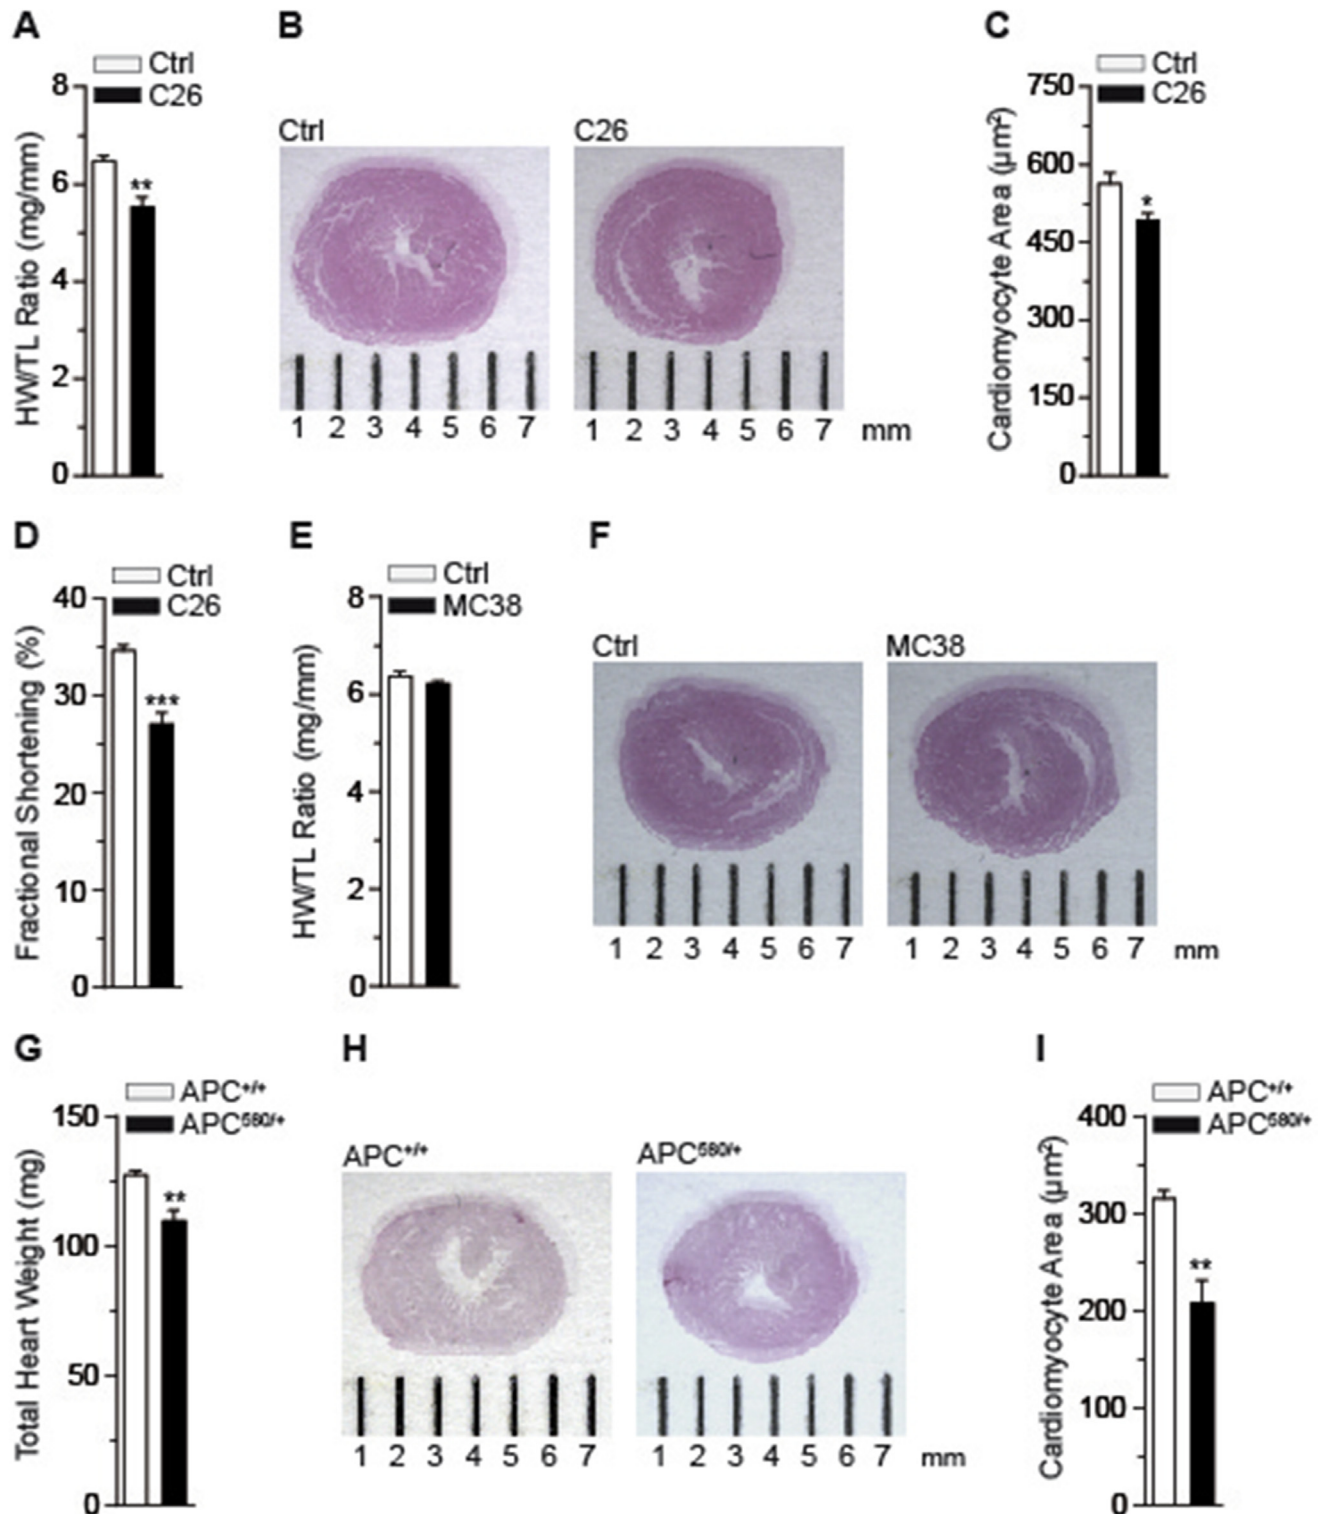 A
Ctrl
C26
HW/TL Ratio (mg/mm)
8
6
4
2
0
**
B
Ctrl
C26
1 2 3 4 5 6 7
1 2 3 4 5 6 7 mm
C
Ctrl
C26
Cardiomyocyte Area (µm²)
750
600
450
300
150
0
*
D
Ctrl
C26
Fractional Shortening (%)
40
30
20
10
0
***
E
Ctrl
MC38
HW/TL Ratio (mg/mm)
8
6
4
2
0
F
Ctrl
MC38
1 2 3 4 5 6 7
1 2 3 4 5 6 7 mm
G
APC+/+
APC580/+
Total Heart Weight (mg)
150
100
50
0
**
H
APC+/+
APC580/+
1 2 3 4 5 6 7
1 2 3 4 5 6 7 mm
I
APC+/+
APC580/+
Cardiomyocyte Area (µm²)
400
300
200
100
0
**